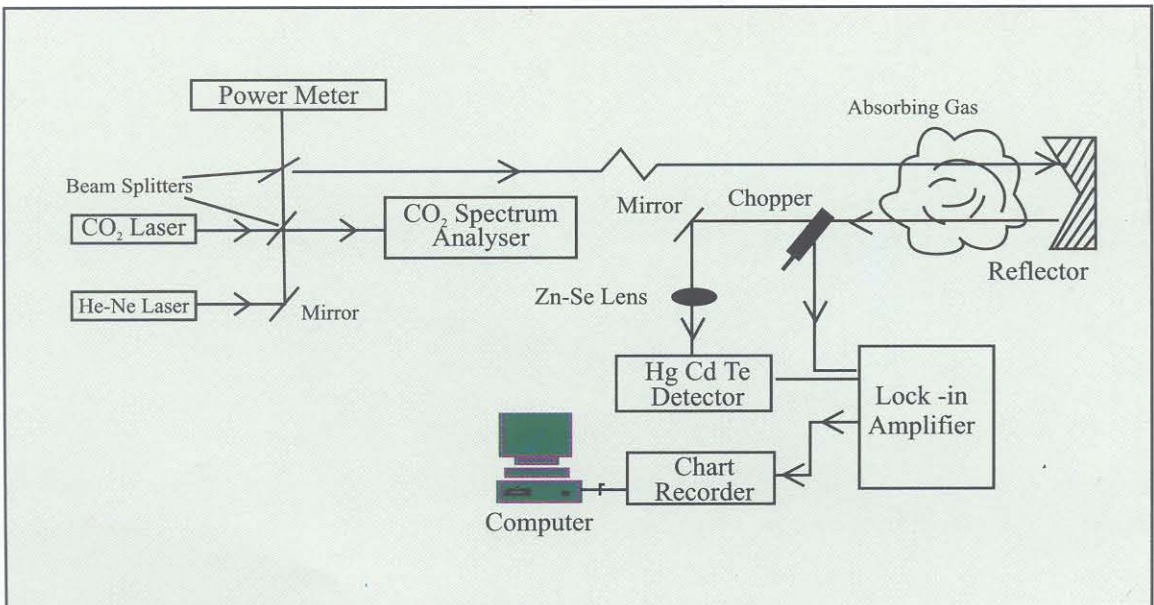 Power Meter
Absorbing Gas
Beam Splitters
CO₂ Laser
CO₂ Spectrum
Analyser
Mirror
Chopper
Reflector
He-Ne Laser
Mirror
Zn-Se Lens
Hg Cd Te
Detector
Lock -in
Amplifier
Chart
Recorder
Computer